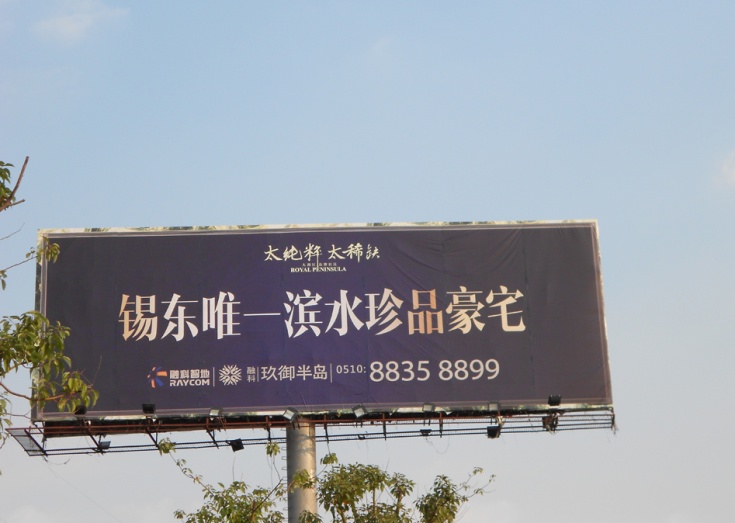 太纯粹 太稀缺
ROYAL PENINSULA
锡东唯一滨水珍品豪宅
融科智地 RAYCOM 融科 玖御半岛 0510: 8835 8899